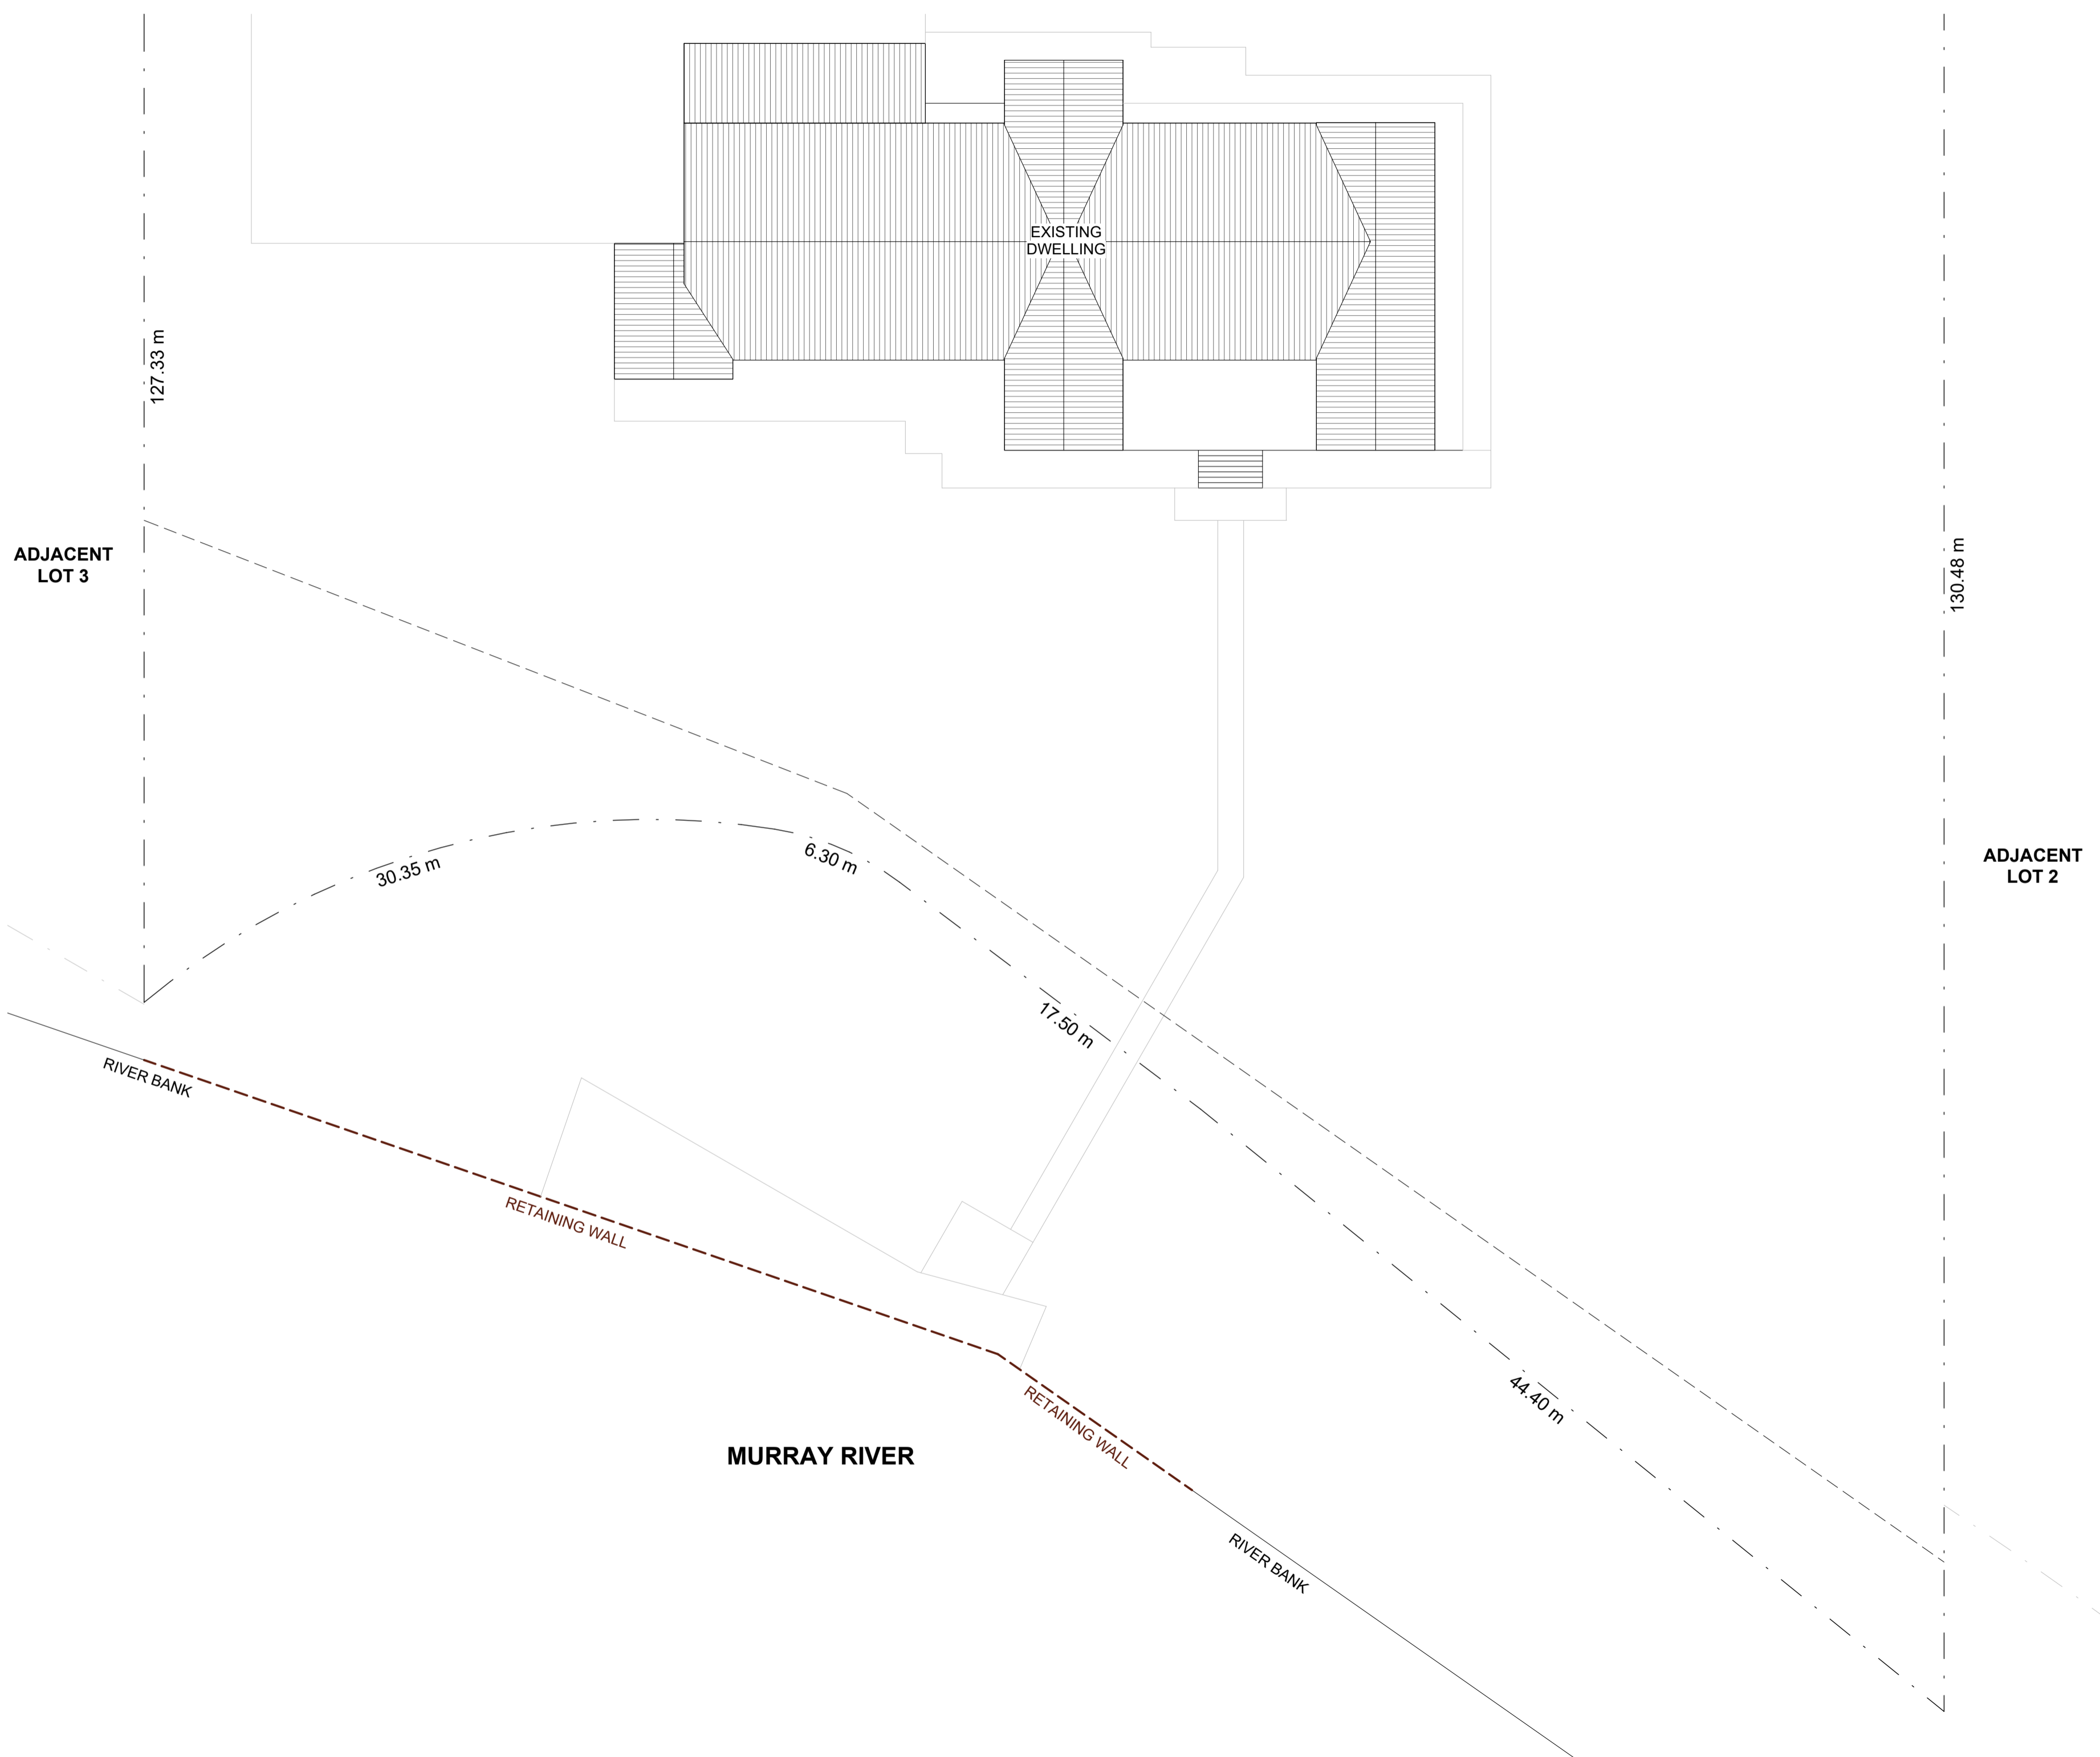 EXISTING
DWELLING
127.33 m
ADJACENT
LOT 3
130.48 m
ADJACENT
LOT 2
30.35 m
6.30 m
17.50 m
RIVER BANK
RETAINING WALL
44.40 m
RETAINING WALL
MURRAY RIVER
RIVER BANK